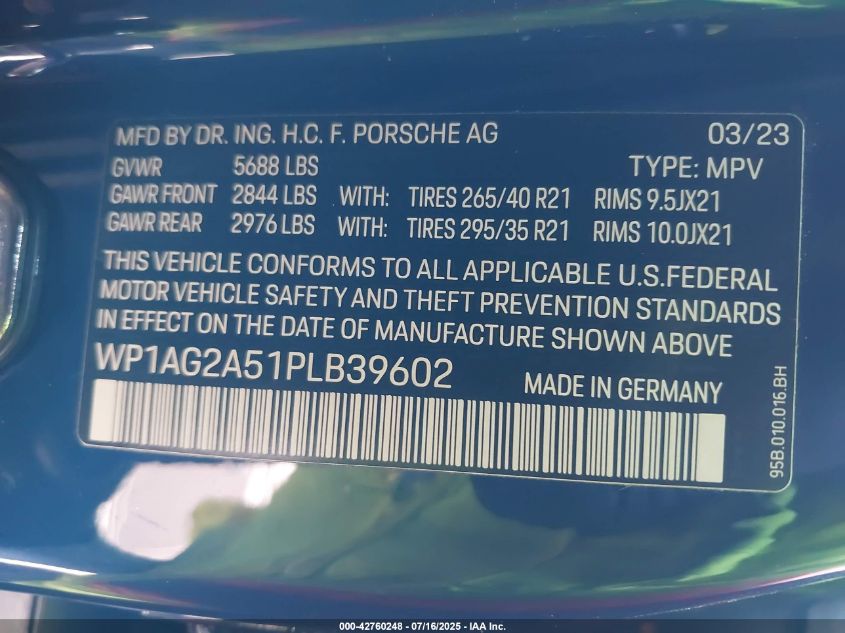 MFD BY DR. ING. H.C. F. PORSCHE AG 03/23
GVWR 5688 LBS TYPE: MPV
GAWR FRONT 2844 LBS WITH: TIRES 265/40 R21 RIMS 9.5JX21
GAWR REAR 2976 LBS WITH: TIRES 295/35 R21 RIMS 10.0JX21
THIS VEHICLE CONFORMS TO ALL APPLICABLE U.S.FEDERAL
MOTOR VEHICLE SAFETY AND THEFT PREVENTION STANDARDS
IN EFFECT ON THE DATE OF MANUFACTURE SHOWN ABOVE
WP1AG2A51PLB39602 MADE IN GERMANY
95B.010.016.BH
000-42760248 - 07/16/2025 - IAA Inc.